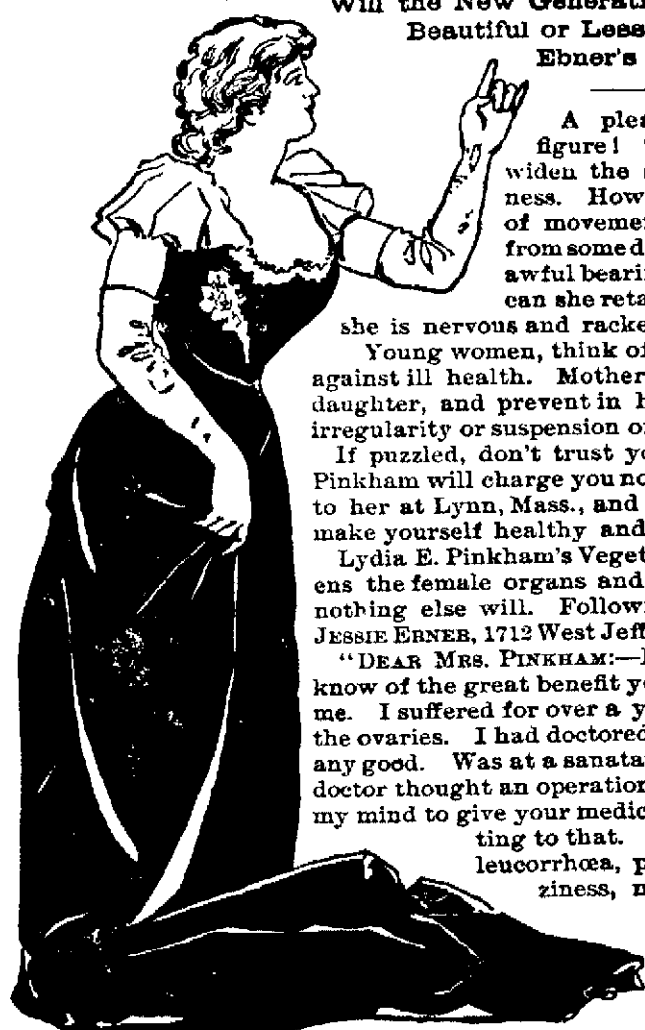 Will the New Generati
Beautiful or Less
Ebner's
A plea
figure!
widen the
ness. How
of moveme
from some d
awful beari
can she reta
she is nervous and racke
Young women, think of
against ill health. Mother
daughter, and prevent in h
irregularity or suspension o
If puzzled, don't trust yo
Pinkham will charge you no
to her at Lynn, Mass., and
make yourself healthy and
Lydia E. Pinkham's Veget
ens the female organs and
nothing else will. Follow
JESSIE EBNER, 1712 West Jeff
"DEAR MRS. PINKHAM:—I
know of the great benefit y
me. I suffered for over a y
the ovaries. I had doctored
any good. Was at a sanata
doctor thought an operation
my mind to give your medic
ting to that.
leucorrhœa, p
ziness, n